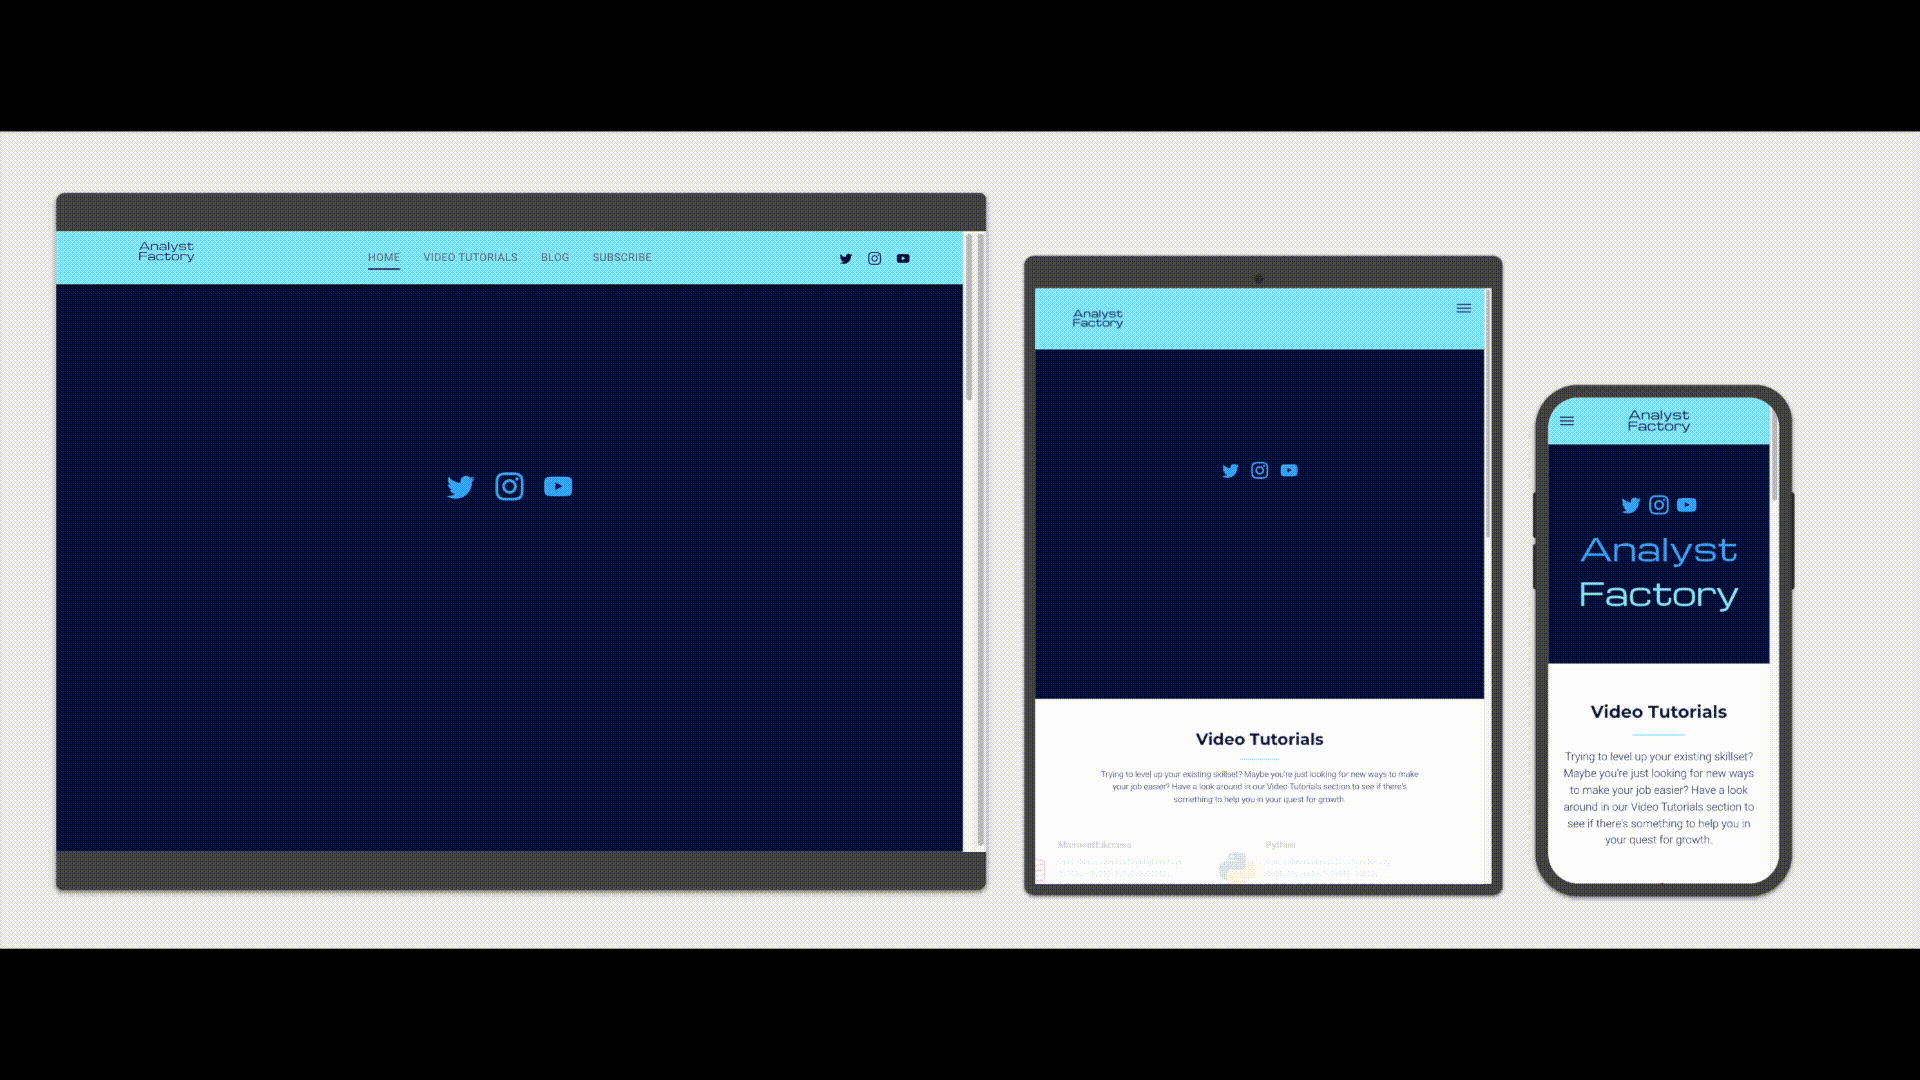 Analyst
Factory
HOME VIDEO TUTORIALS BLOG SUBSCRIBE
Analyst
Factory
Video Tutorials
Trying to level up your existing skillset? Maybe you're just looking for new ways to make
your job easier? Have a look around in our Video Tutorials section to see if there's
something to help you in your quest for growth.
Microsoft Access Python
Analyst
Factory
Analyst
Factory
Video Tutorials
Trying to level up your existing skillset?
Maybe you're just looking for new ways
to make your job easier? Have a look
around in our Video Tutorials section to
see if there's something to help you in
your quest for growth.